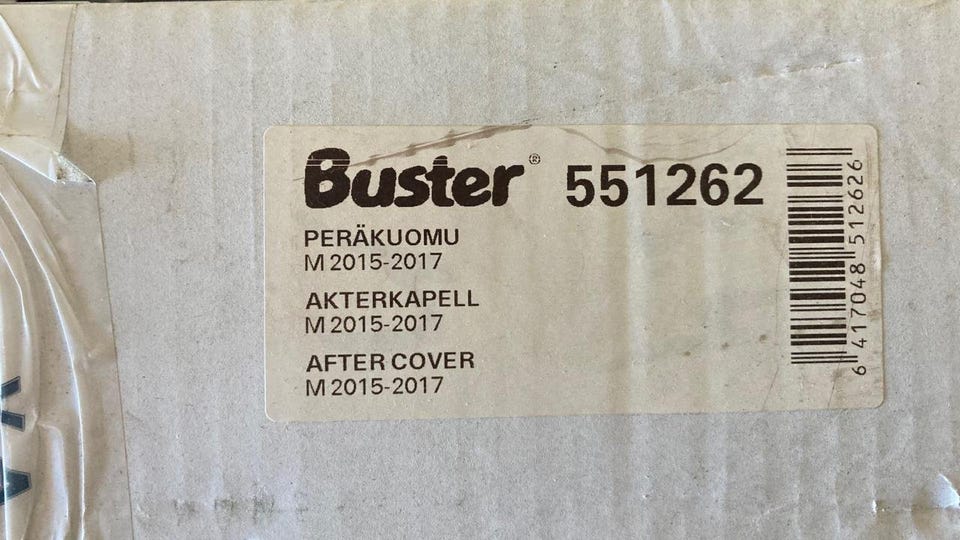 Buster® 551262
PERÄKUOMU
M 2015-2017
AKTERKAPELL
M 2015-2017
AFTER COVER
M 2015-2017
6 417048 512626